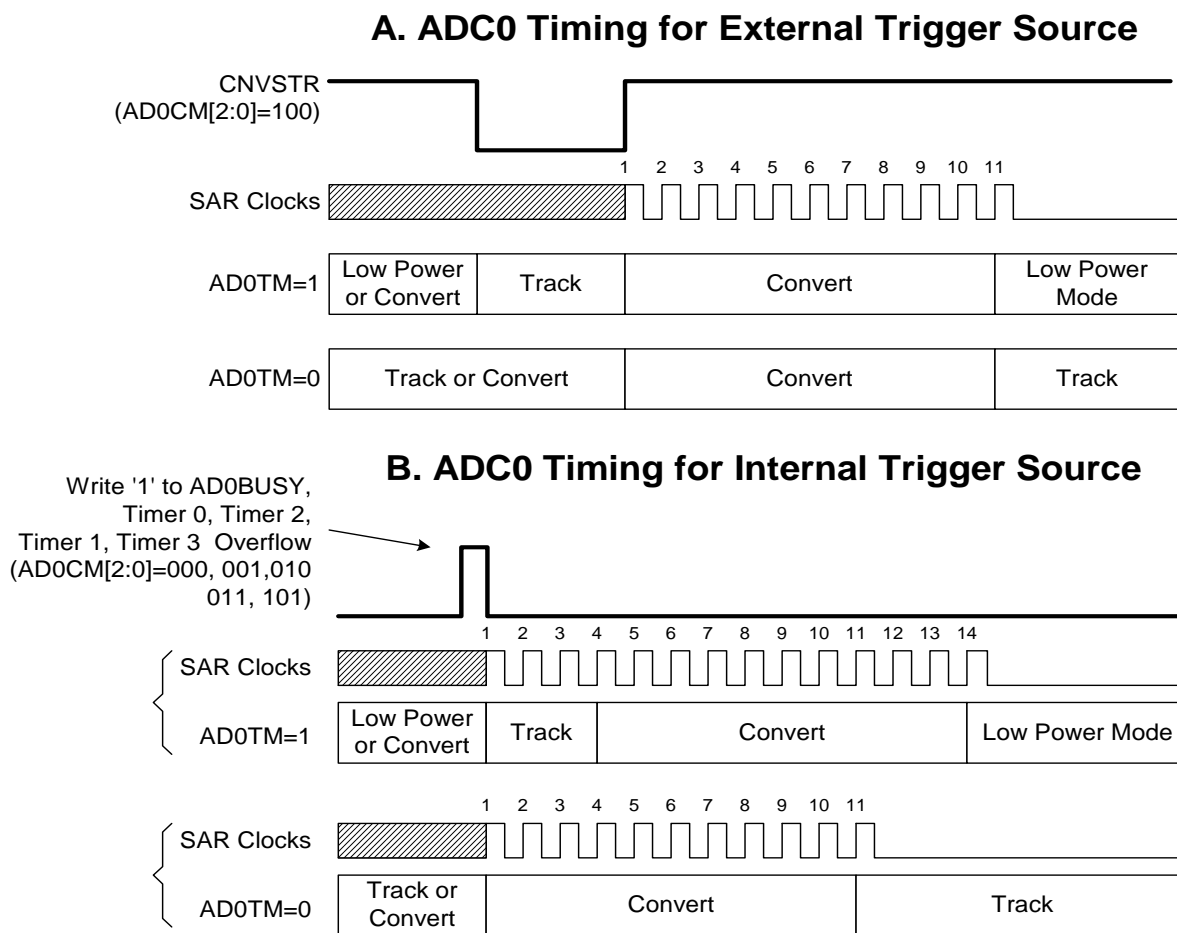 A. ADC0 Timing for External Trigger Source
CNVSTR
(AD0CM[2:0]=100)
1 2 3 4 5 6 7 8 9 10 11
SAR Clocks
AD0TM=1
Low Power
or Convert
Track
Convert
Low Power
Mode
AD0TM=0
Track or Convert
Convert
Track
B. ADC0 Timing for Internal Trigger Source
Write '1' to AD0BUSY,
Timer 0, Timer 2,
Timer 1, Timer 3 Overflow
(AD0CM[2:0]=000, 001,010
011, 101)
1 2 3 4 5 6 7 8 9 10 11 12 13 14
SAR Clocks
AD0TM=1
Low Power
or Convert
Track
Convert
Low Power Mode
1 2 3 4 5 6 7 8 9 10 11
SAR Clocks
AD0TM=0
Track or
Convert
Convert
Track